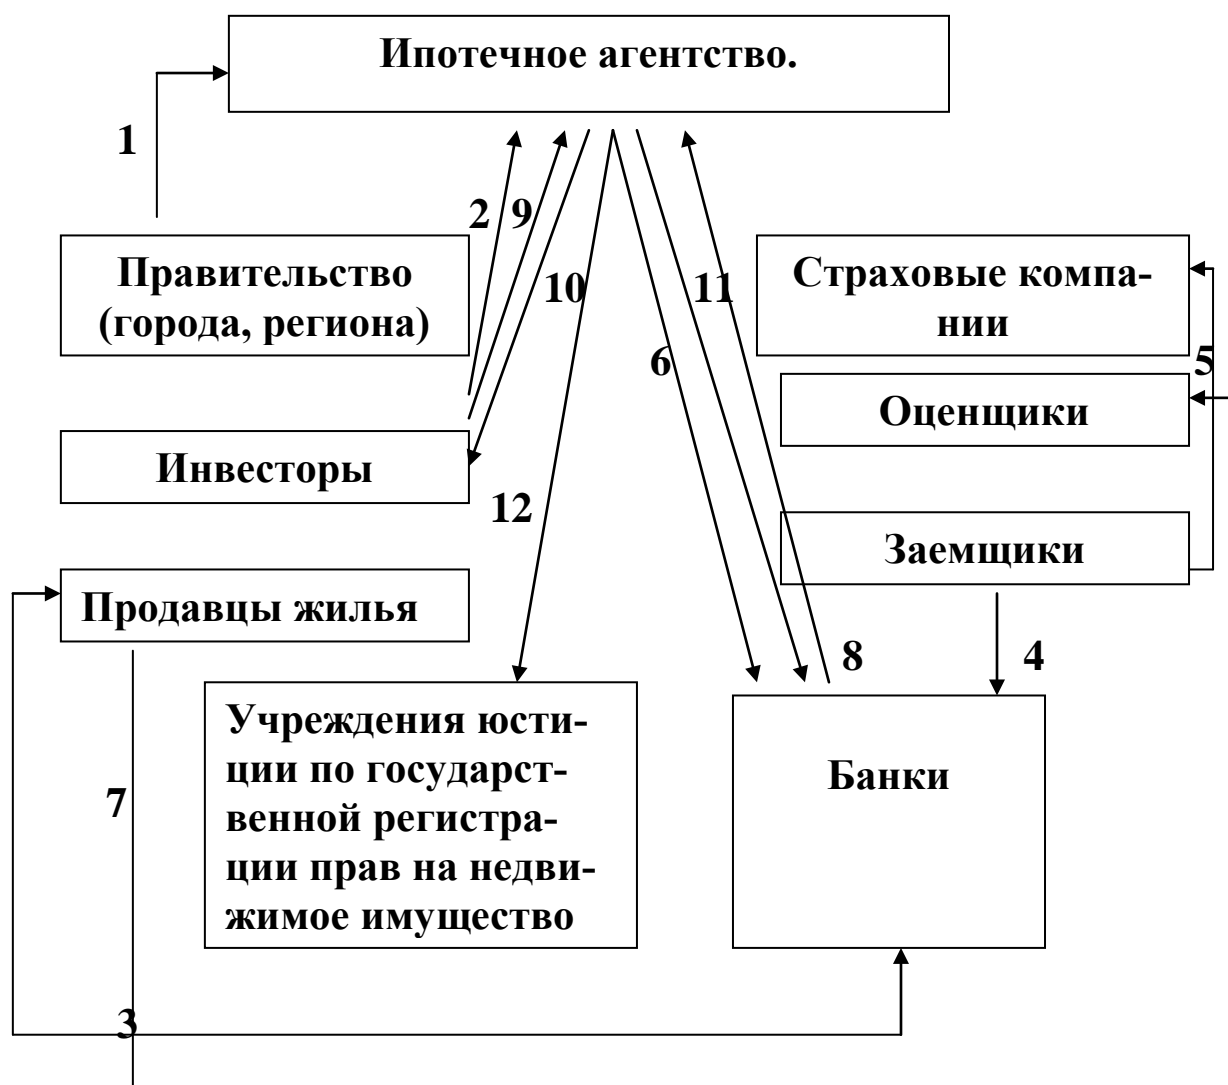 Ипотечное агентство.
1
2
9
Правительство
(города, региона)
10
11
Страховые компа-
нии
6
5
Оценщики
Инвесторы
12
Заемщики
Продавцы жилья
8
4
Учреждения юсти-
ции по государст-
венной регистра-
ции прав на недви-
жимое имущество
Банки
7
3